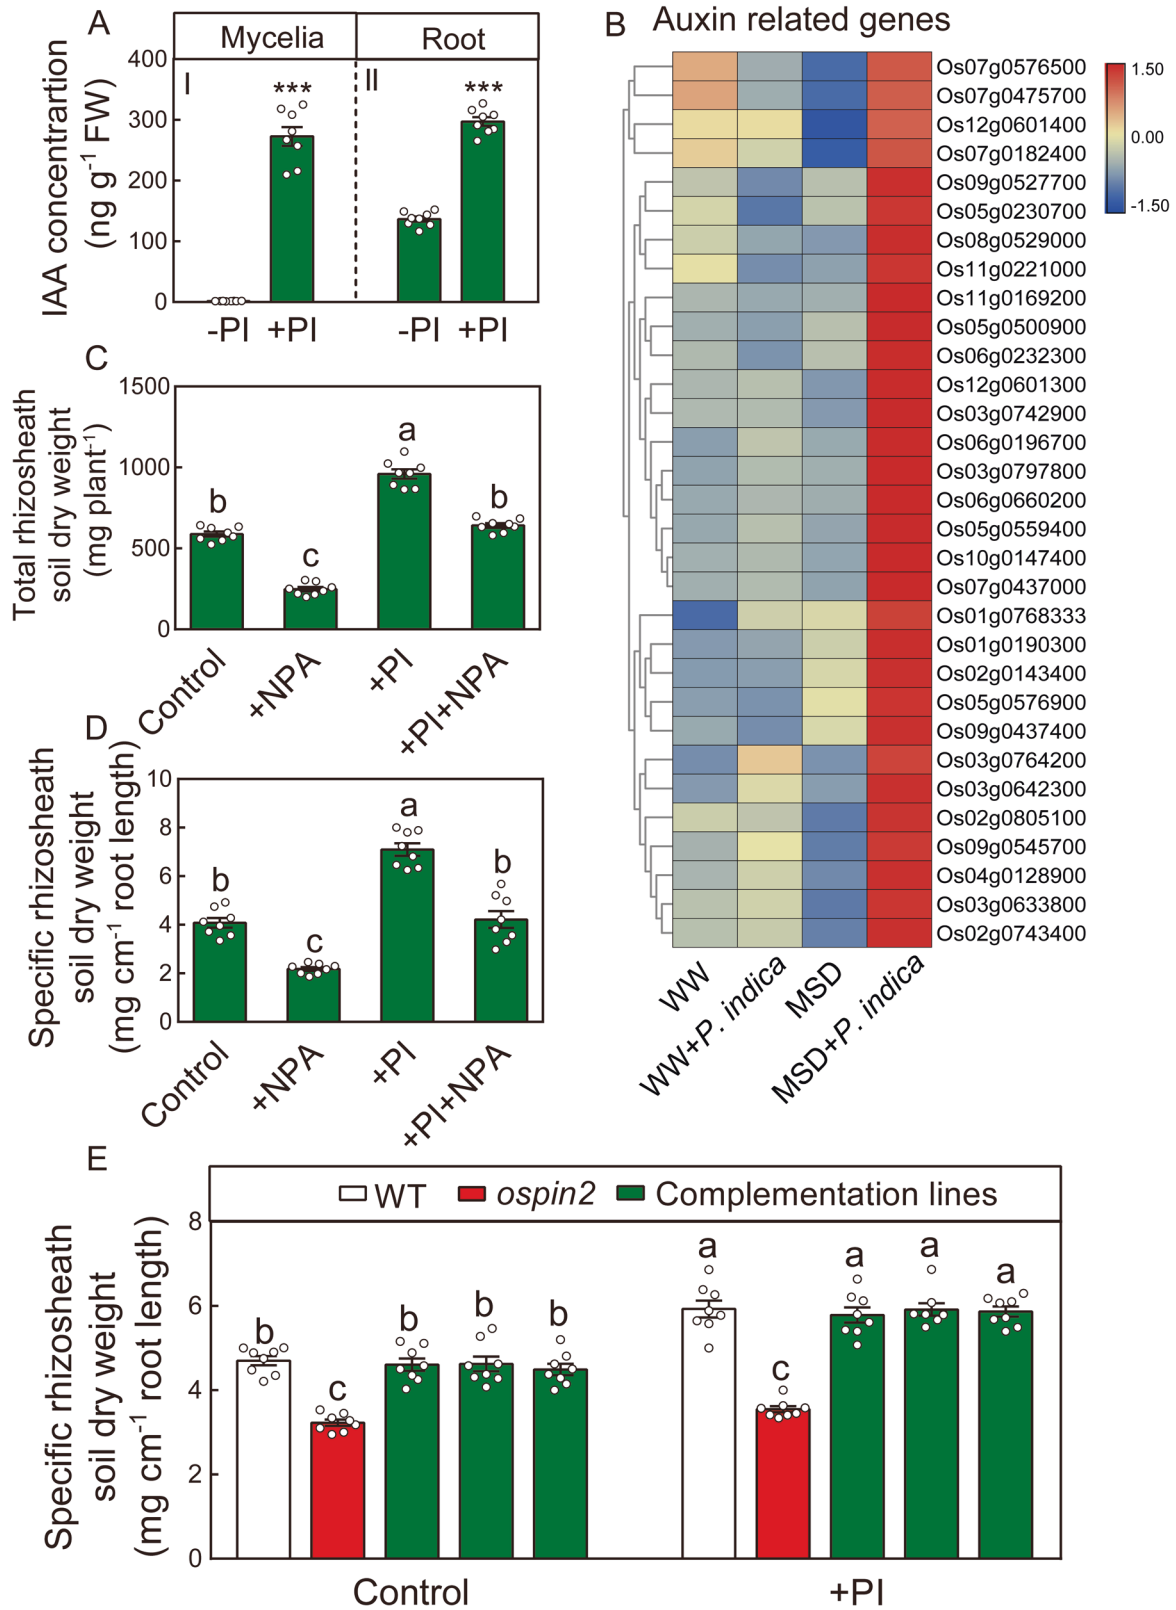 A
Mycelia
Root
IAA concentrartion
(ng g-1 FW)
400
300
200
100
0
I
***
II
***
-PI
+PI
-PI
+PI
B
Auxin related genes
Os07g0576500
Os07g0475700
Os12g0601400
Os07g0182400
Os09g0527700
Os05g0230700
Os08g0529000
Os11g0221000
Os11g0169200
Os05g0500900
Os06g0232300
Os12g0601300
Os03g0742900
Os06g0196700
Os03g0797800
Os06g0660200
Os05g0559400
Os10g0147400
Os07g0437000
Os01g0768333
Os01g0190300
Os02g0143400
Os05g0576900
Os09g0437400
Os03g0764200
Os03g0642300
Os02g0805100
Os09g0545700
Os04g0128900
Os03g0633800
Os02g0743400
1.50
0.00
-1.50
WW
WW+P. indica
MSD
MSD+P. indica
C
Total rhizosheath
soil dry weight
(mg plant-1)
1500
1000
500
0
b
c
a
b
Control
+NPA
+PI
+PI+NPA
D
Specific rhizosheath
soil dry weight
(mg cm-1 root length)
10
8
6
4
2
0
b
c
a
b
Control
+NPA
+PI
+PI+NPA
E
WT
ospin2
Complementation lines
Specific rhizosheath
soil dry weight
(mg cm-1 root length)
8
6
4
2
0
b
c
b
b
b
a
c
a
a
a
Control
+PI